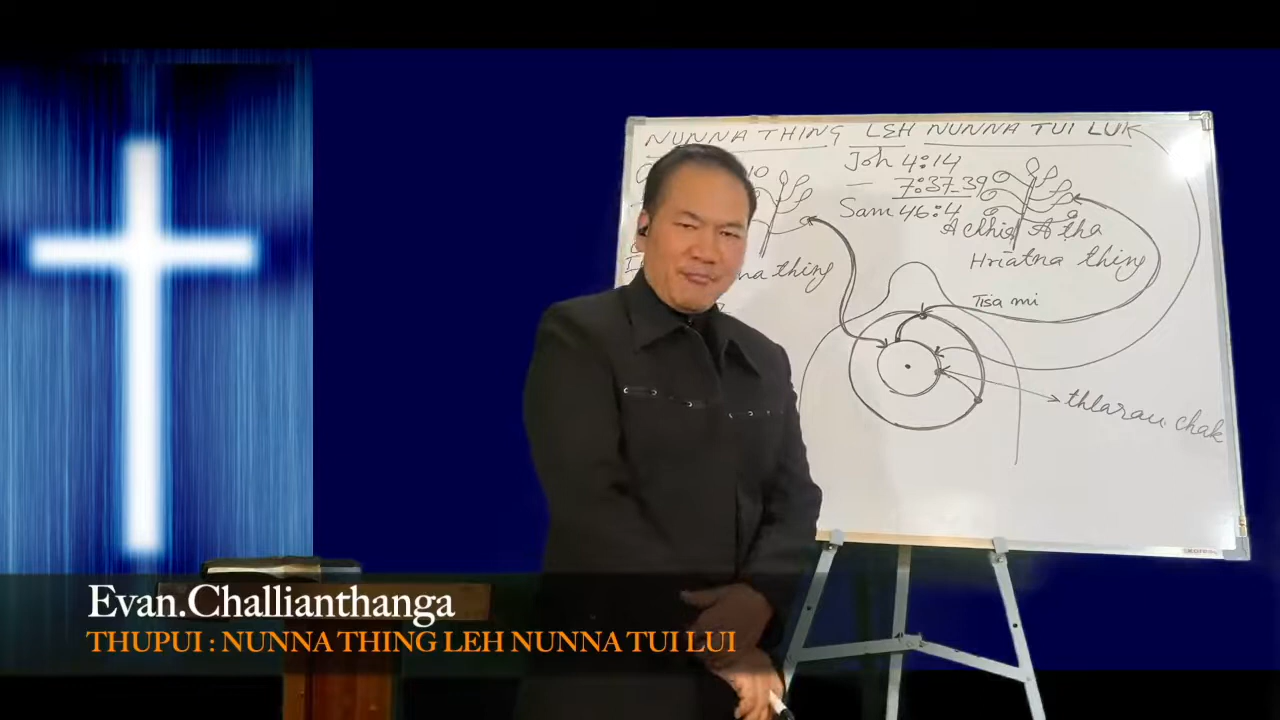 NUNNA THING LEH NUNNA TUI LUI
Joh 4:14
— 7:37-39
Sam 46:4
A chhia A tha
Hriatna thing
na thing
Tisa mi
thlarau chak
Evan.Challianthanga
THUPUI : NUNNA THING LEH NUNNA TUI LUI